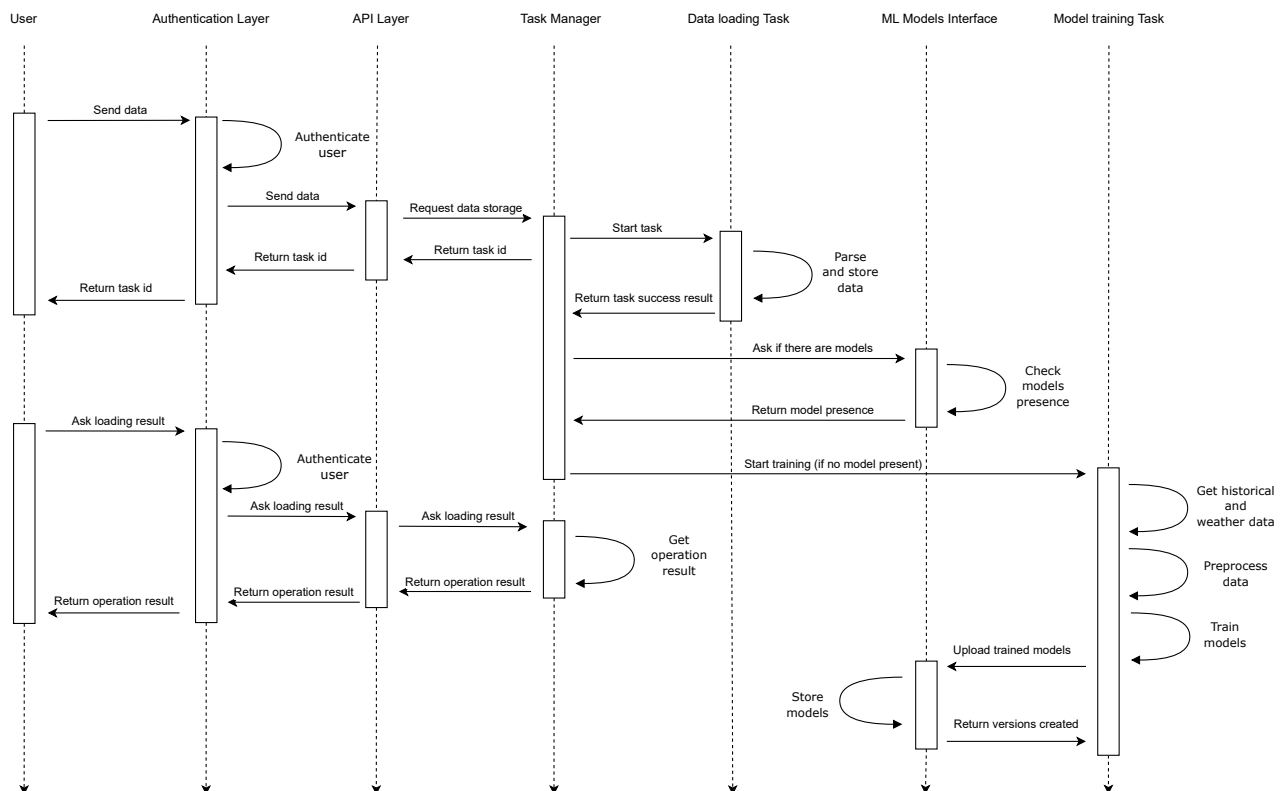 User
Authentication Layer
API Layer
Task Manager
Data loading Task
ML Models Interface
Model training Task
Send data
Authenticate
user
Send data
Request data storage
Start task
Return task id
Return task id
Return task id
Parse
and store
data
Return task success result
Ask if there are models
Check
models
presence
Return model presence
Ask loading result
Authenticate
user
Start training (if no model present)
Get historical
and
weather data
Ask loading result
Ask loading result
Get
operation
result
Preprocess
data
Return operation result
Return operation result
Return operation result
Train
models
Upload trained models
Store
models
Return versions created